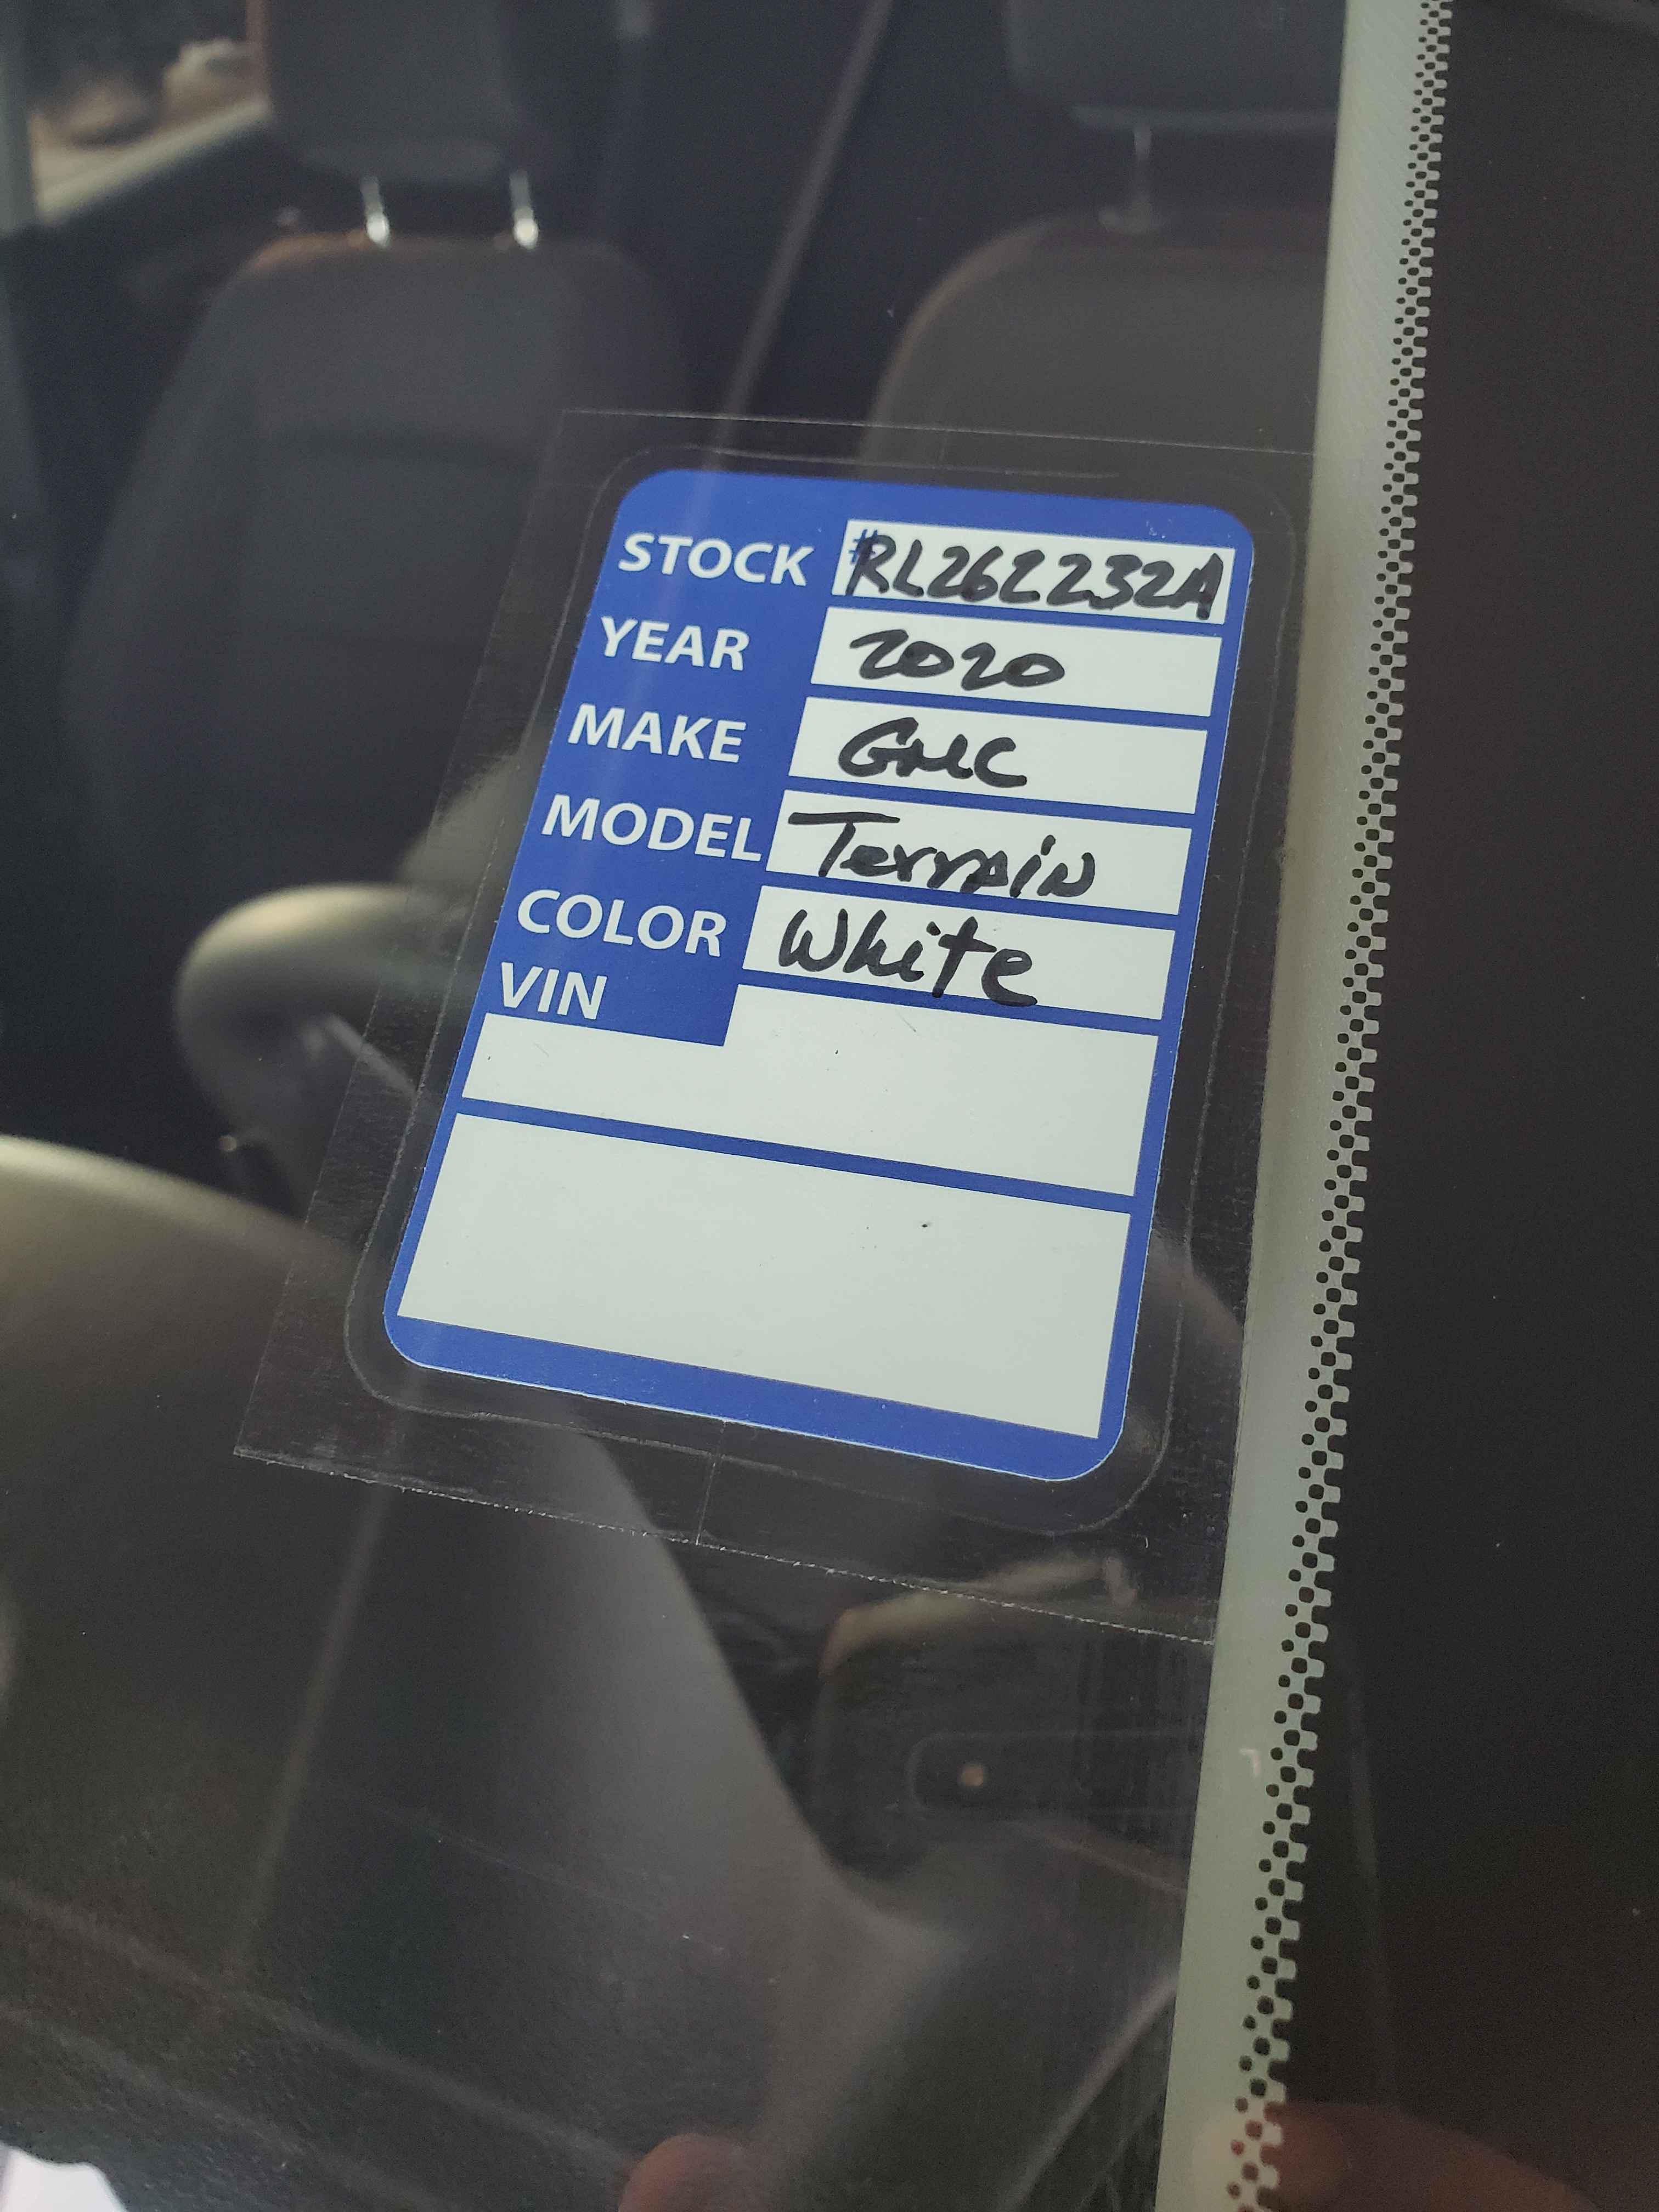 STOCK #RL262232A
YEAR 2020
MAKE GMC
MODEL Terrain
COLOR White
VIN